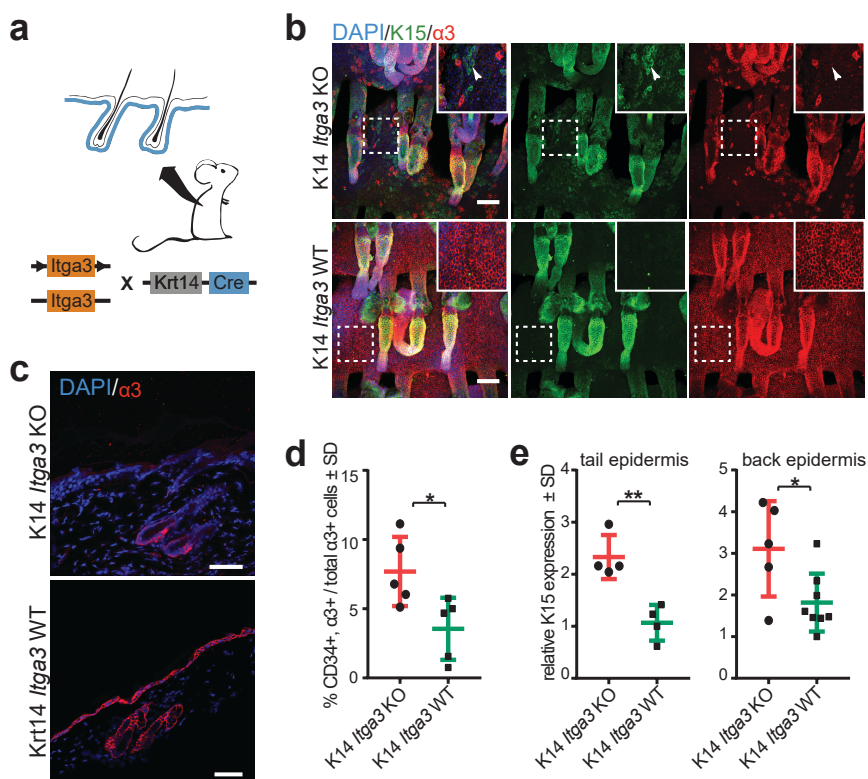 a
Itga3
Itga3
X
Krt14
Cre
b
DAPI/K15/α3
K14 Itga3 KO
K14 Itga3 WT
c
DAPI/α3
K14 Itga3 KO
Krt14 Itga3 WT
d
% CD34+, α3+ / total α3+ cells ± SD
15
10
5
0
*
K14 Itga3 KO
K14 Itga3 WT
e
tail epidermis
relative K15 expression ± SD
4
3
2
1
0
**
K14 Itga3 KO
K14 Itga3 WT
back epidermis
5
4
3
2
1
0
*
K14 Itga3 KO
K14 Itga3 WT